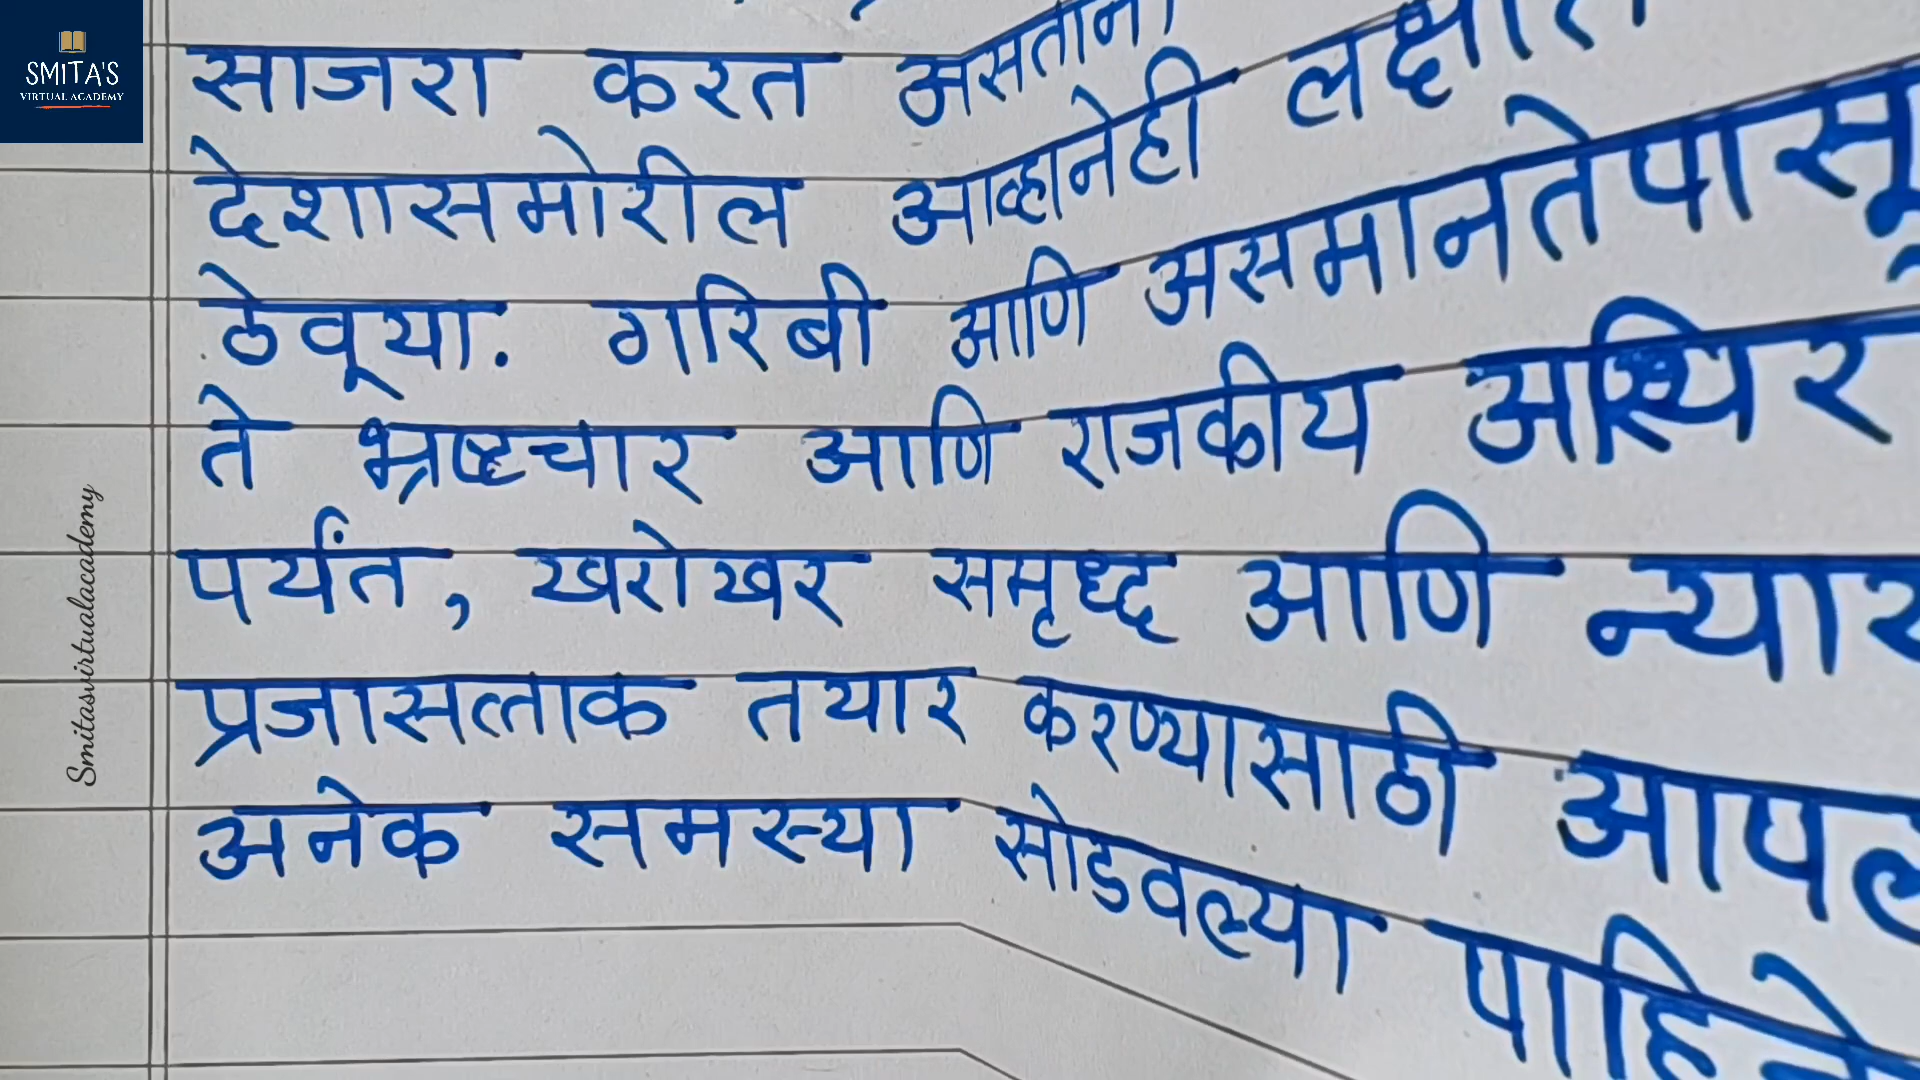 SMITA'S
VIRTUAL ACADEMY
Smitasvirtualacademy
साजरा करत असताना
देशासमोरील आव्हानेही लक्षात
ठेवूया. गरिबी आणि असमानतेपासू
ते भ्रष्टचार आणि राजकीय अस्थिर
पर्यंत, खरोखर समृध्द आणि न्याय
प्रजासत्ताक तयार करण्यासाठी आपल
अनेक समस्या सोडवल्या पाहिजे